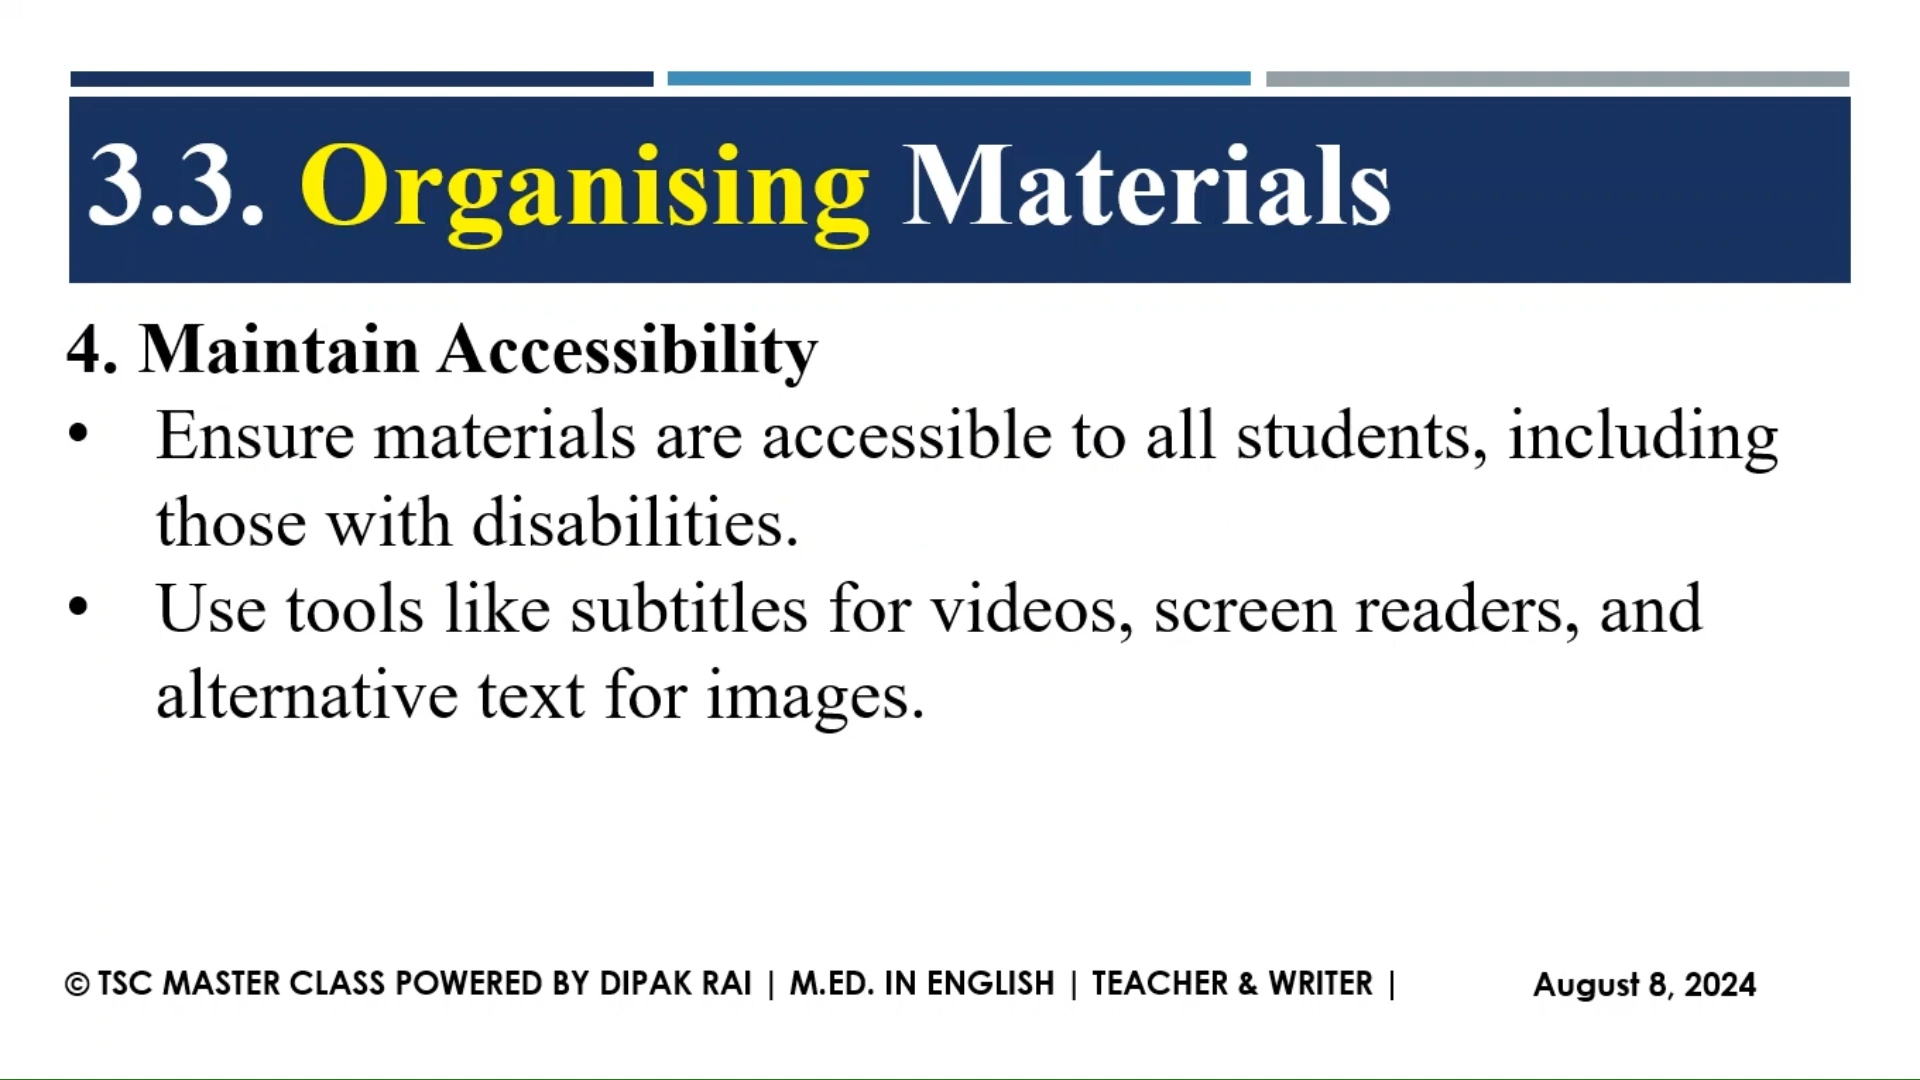 3.3. Organising Materials
4. Maintain Accessibility
• Ensure materials are accessible to all students, including
those with disabilities.
• Use tools like subtitles for videos, screen readers, and
alternative text for images.
© TSC MASTER CLASS POWERED BY DIPAK RAI | M.ED. IN ENGLISH | TEACHER & WRITER | August 8, 2024